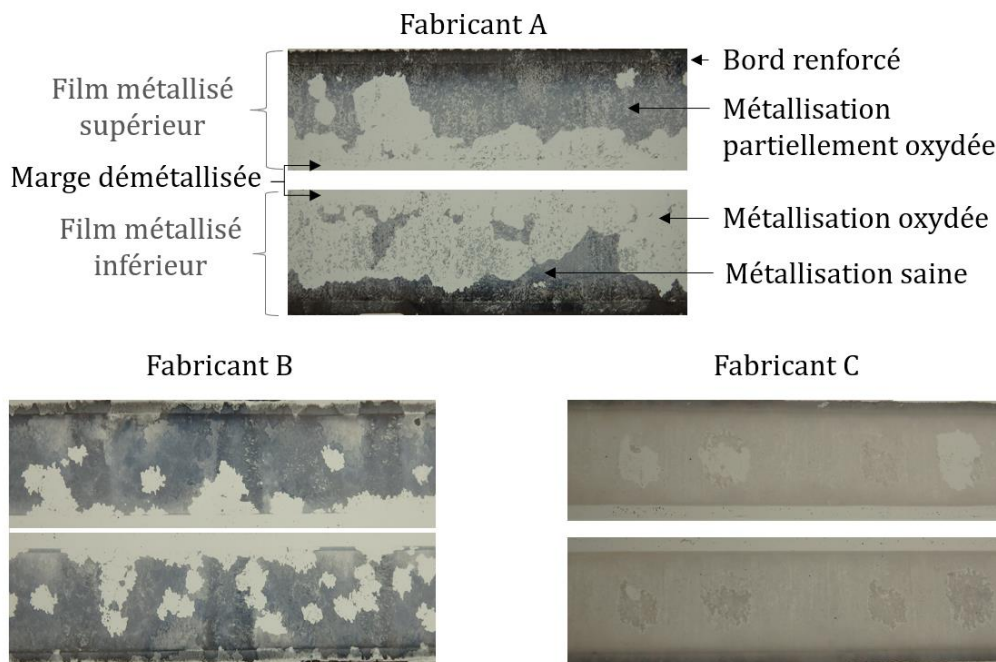 Fabricant A
Film métallisé
supérieur
Marge démétallisée
Film métallisé
inférieur
Bord renforcé
Métallisation
partiellement oxydée
Métallisation oxydée
Métallisation saine
Fabricant B
Fabricant C